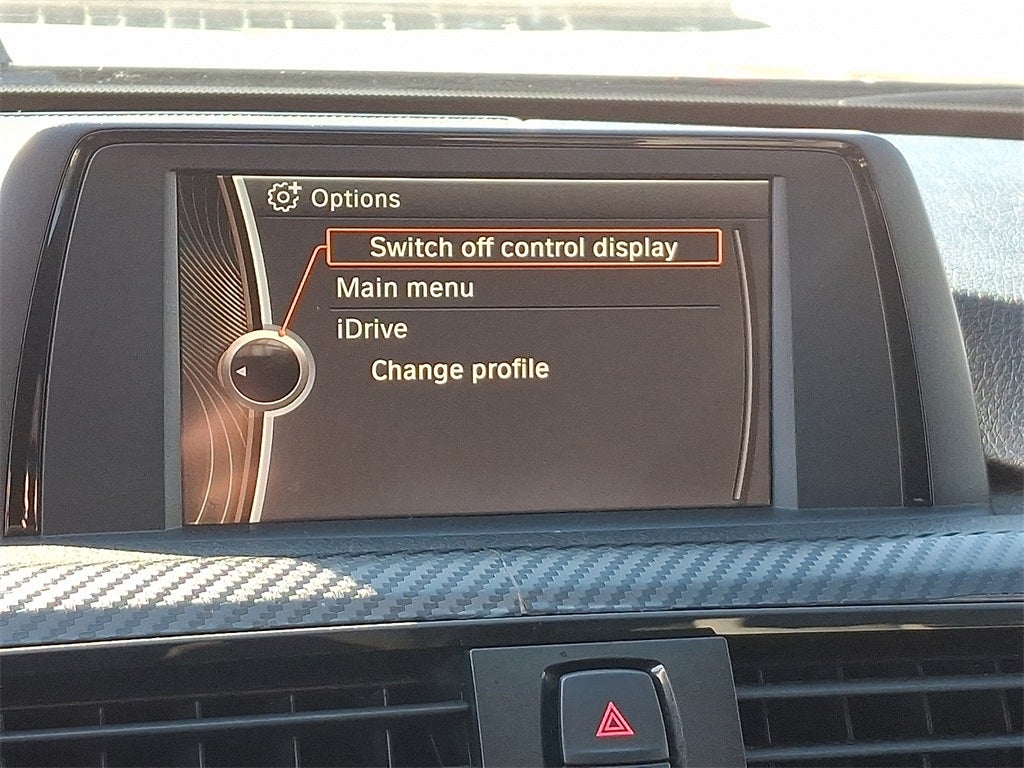 Options
Switch off control display
Main menu
iDrive
Change profile